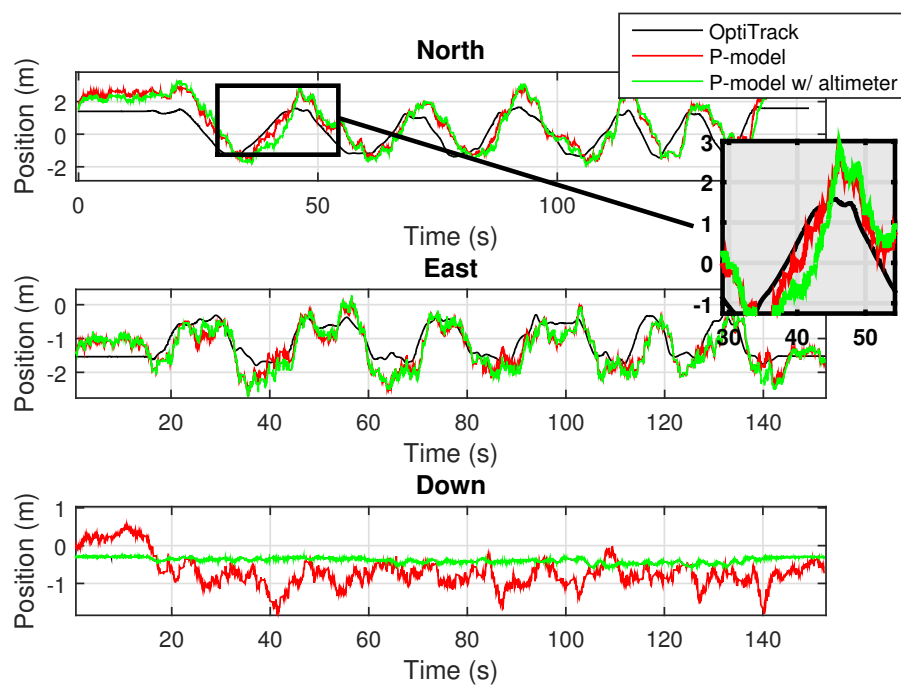 OptiTrack
P-model
P-model w/ altimeter
North
Position (m)
2
0
-2
0
50
100
Time (s)
3
2
1
0
-1
30
40
50
East
Position (m)
0
-1
-2
20
40
60
80
100
120
140
Time (s)
Down
Position (m)
1
0
-1
20
40
60
80
100
120
140
Time (s)